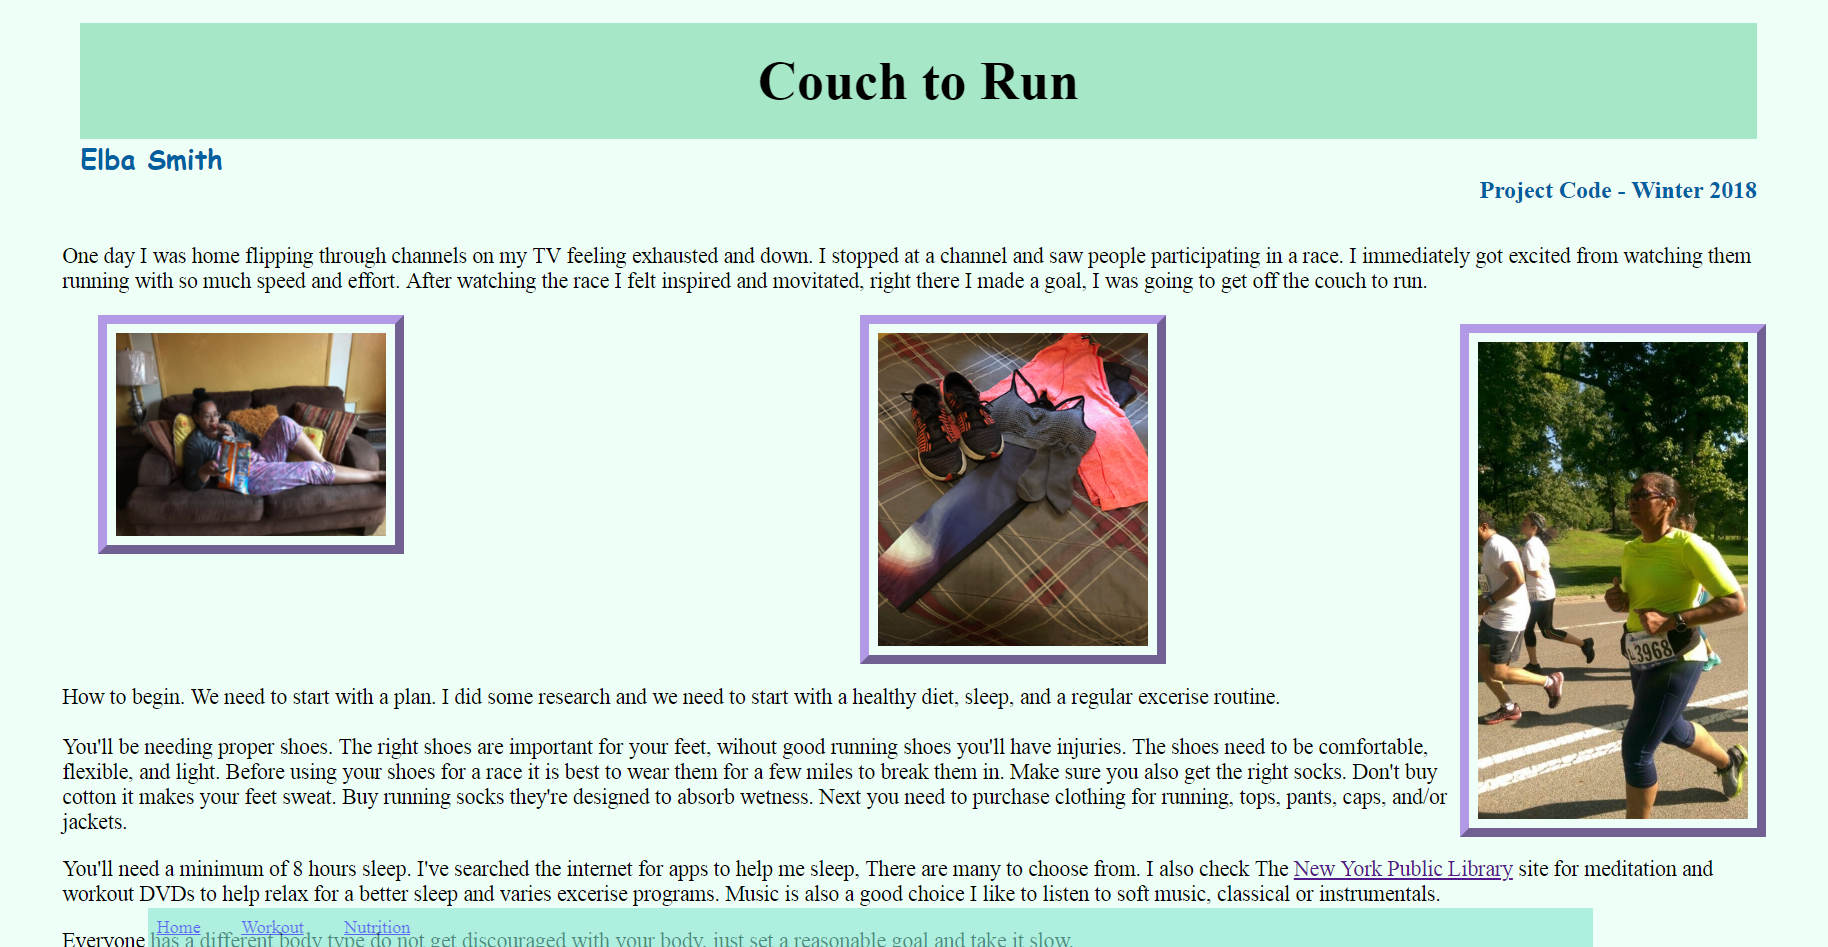 Couch to Run
Elba Smith
Project Code - Winter 2018
One day I was home flipping through channels on my TV feeling exhausted and down. I stopped at a channel and saw people participating in a race. I immediately got excited from watching them
running with so much speed and effort. After watching the race I felt inspired and movitated, right there I made a goal, I was going to get off the couch to run.
L3968
How to begin. We need to start with a plan. I did some research and we need to start with a healthy diet, sleep, and a regular excerise routine.
You'll be needing proper shoes. The right shoes are important for your feet, wihout good running shoes you'll have injuries. The shoes need to be comfortable,
flexible, and light. Before using your shoes for a race it is best to wear them for a few miles to break them in. Make sure you also get the right socks. Don't buy
cotton it makes your feet sweat. Buy running socks they're designed to absorb wetness. Next you need to purchase clothing for running, tops, pants, caps, and/or
jackets.
You'll need a minimum of 8 hours sleep. I've searched the internet for apps to help me sleep, There are many to choose from. I also check The New York Public Library site for meditation and
workout DVDs to help relax for a better sleep and varies excerise programs. Music is also a good choice I like to listen to soft music, classical or instrumentals.
Home Workout Nutrition
Everyone has a different body type do not get discouraged with your body, just set a reasonable goal and take it slow.